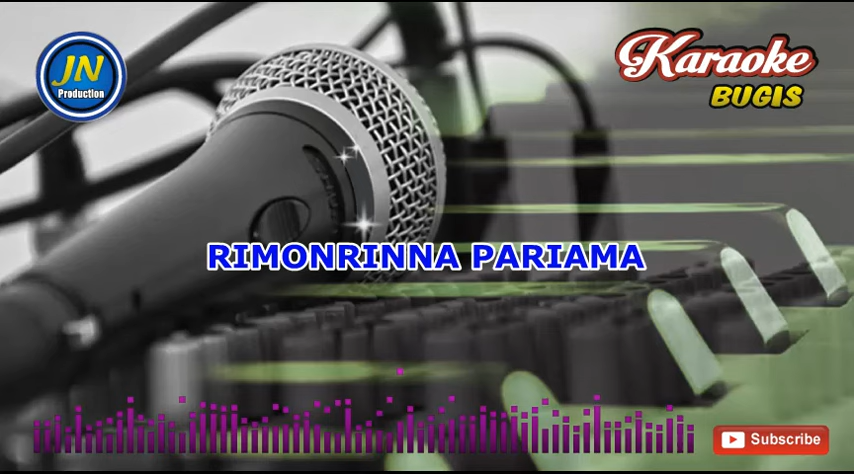 JN
Production
Karaoke
BUGIS
RIMONRINNA PARIAMA
Subscribe